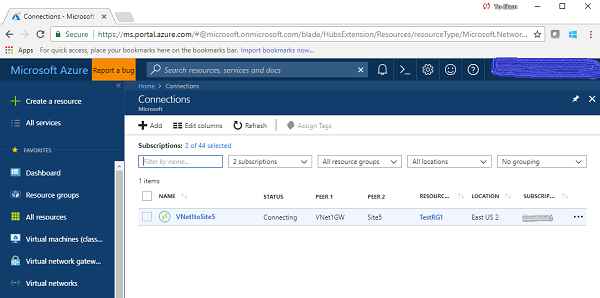 Yu-Shun
Connections - Microsoft
Microsoft Corporation [US] https://ms.portal.azure.com/#@microsoft.onmicrosoft.com/blade/HubsExtension/Resources/resourceType/Microsoft.Networ...
Apps For quick access, place your bookmarks here on the bookmarks bar. Import bookmarks now...
Microsoft Azure Report a bug Search resources, services and docs
Home > Connections
Connections
Microsoft
Create a resource
All services
FAVORITES
Dashboard
Resource groups
All resources
Virtual machines (class...
Virtual network gatew...
Virtual networks
Add Edit columns Refresh Assign Tags
Subscriptions: 2 of 44 selected
Filter by name... 2 subscriptions All resource groups All locations No grouping
1 items
NAME STATUS PEER 1 PEER 2 RESOURC... LOCATION SUBSCRIP...
VNet1toSite5 Connecting VNet1GW Site5 TestRG1 East US 2